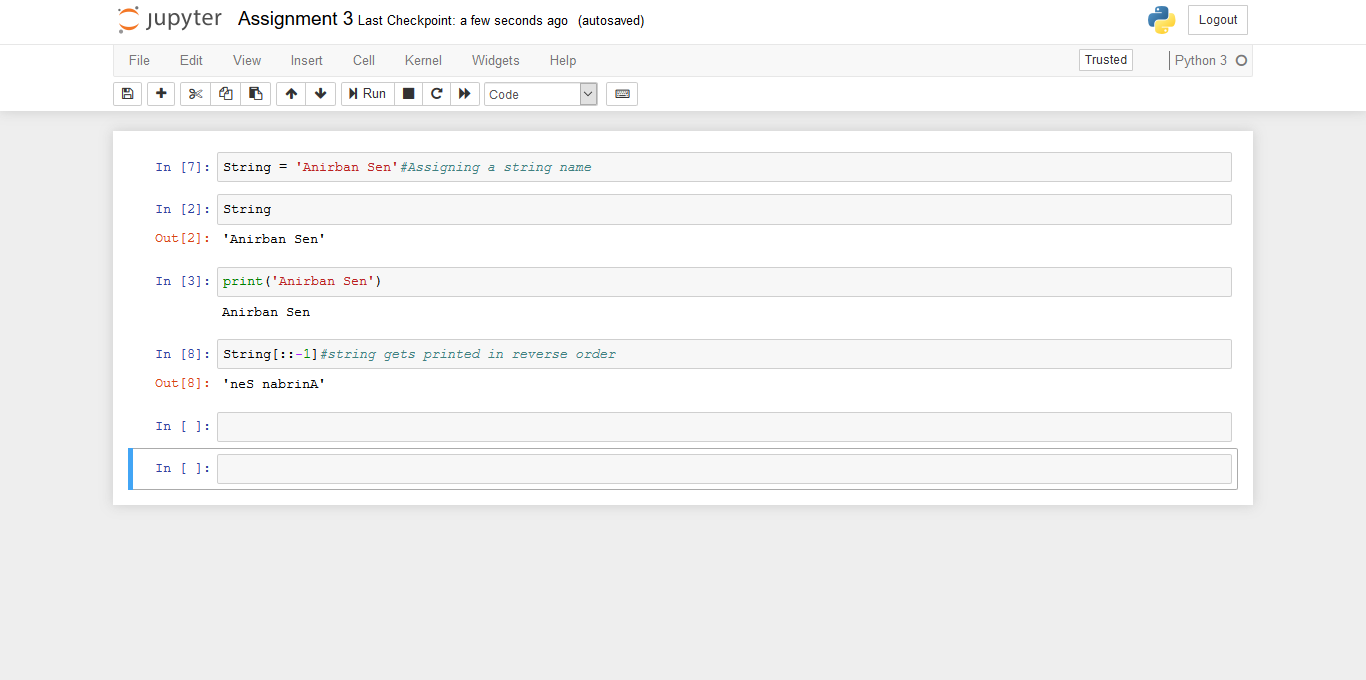 jupyter Assignment 3 Last Checkpoint: a few seconds ago (autosaved) Logout
File Edit View Insert Cell Kernel Widgets Help Trusted Python 3
Run Code
In [7]: String = 'Anirban Sen'#Assigning a string name
In [2]: String
Out[2]: 'Anirban Sen'
In [3]: print('Anirban Sen')
Anirban Sen
In [8]: String[::-1]#string gets printed in reverse order
Out[8]: 'neS nabrinA'
In [ ]:
In [ ]: